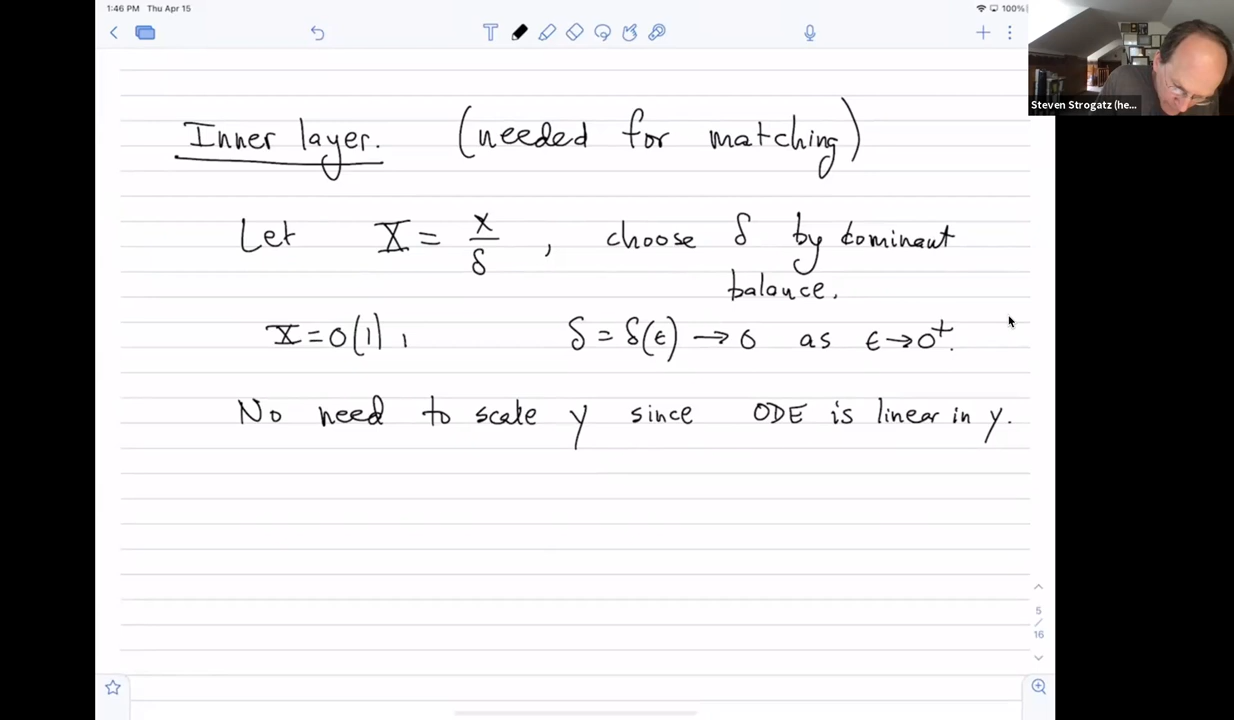 1:46 PM Thu Apr 15
100%
Steven Strogatz (he...
Inner layer. (needed for matching)
Let X = x/δ , choose δ by dominant
balance.
X = O(1) , δ = δ(ε) → 0 as ε → 0⁺.
No need to scale y since ODE is linear in y.
5
/
16